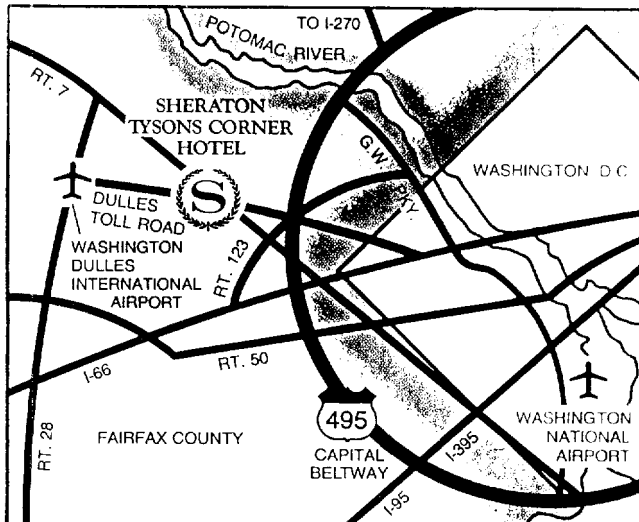 TO I-270
POTOMAC
RIVER
RT. 7
SHERATON
TYSONS CORNER
HOTEL
S
G.W. PKY
WASHINGTON D C
DULLES
TOLL ROAD
WASHINGTON
DULLES
INTERNATIONAL
AIRPORT
RT. 123
I-66
RT. 50
RT. 28
FAIRFAX COUNTY
495
CAPITAL
BELTWAY
I-395
I-95
WASHINGTON
NATIONAL
AIRPORT